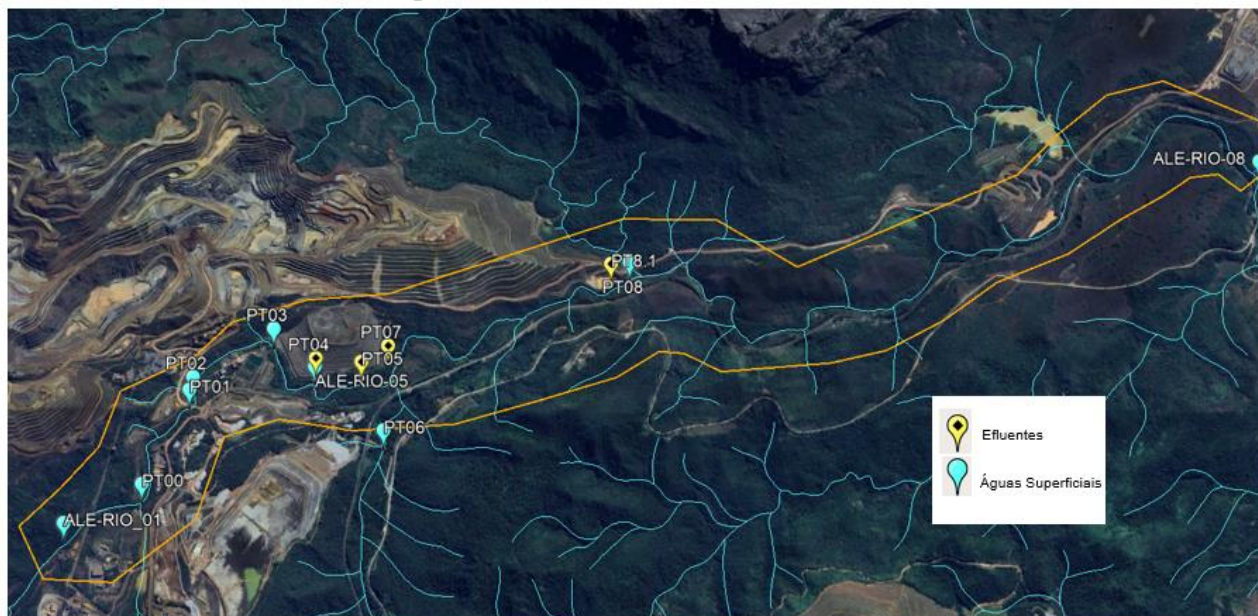 ALE-RIO-08
PT8.1
PT08
PT03
PT07
PT04
PT05
ALE-RIO-05
PT02
PT01
PT06
PT00
ALE-RIO_01
Efluentes
Águas Superficiais